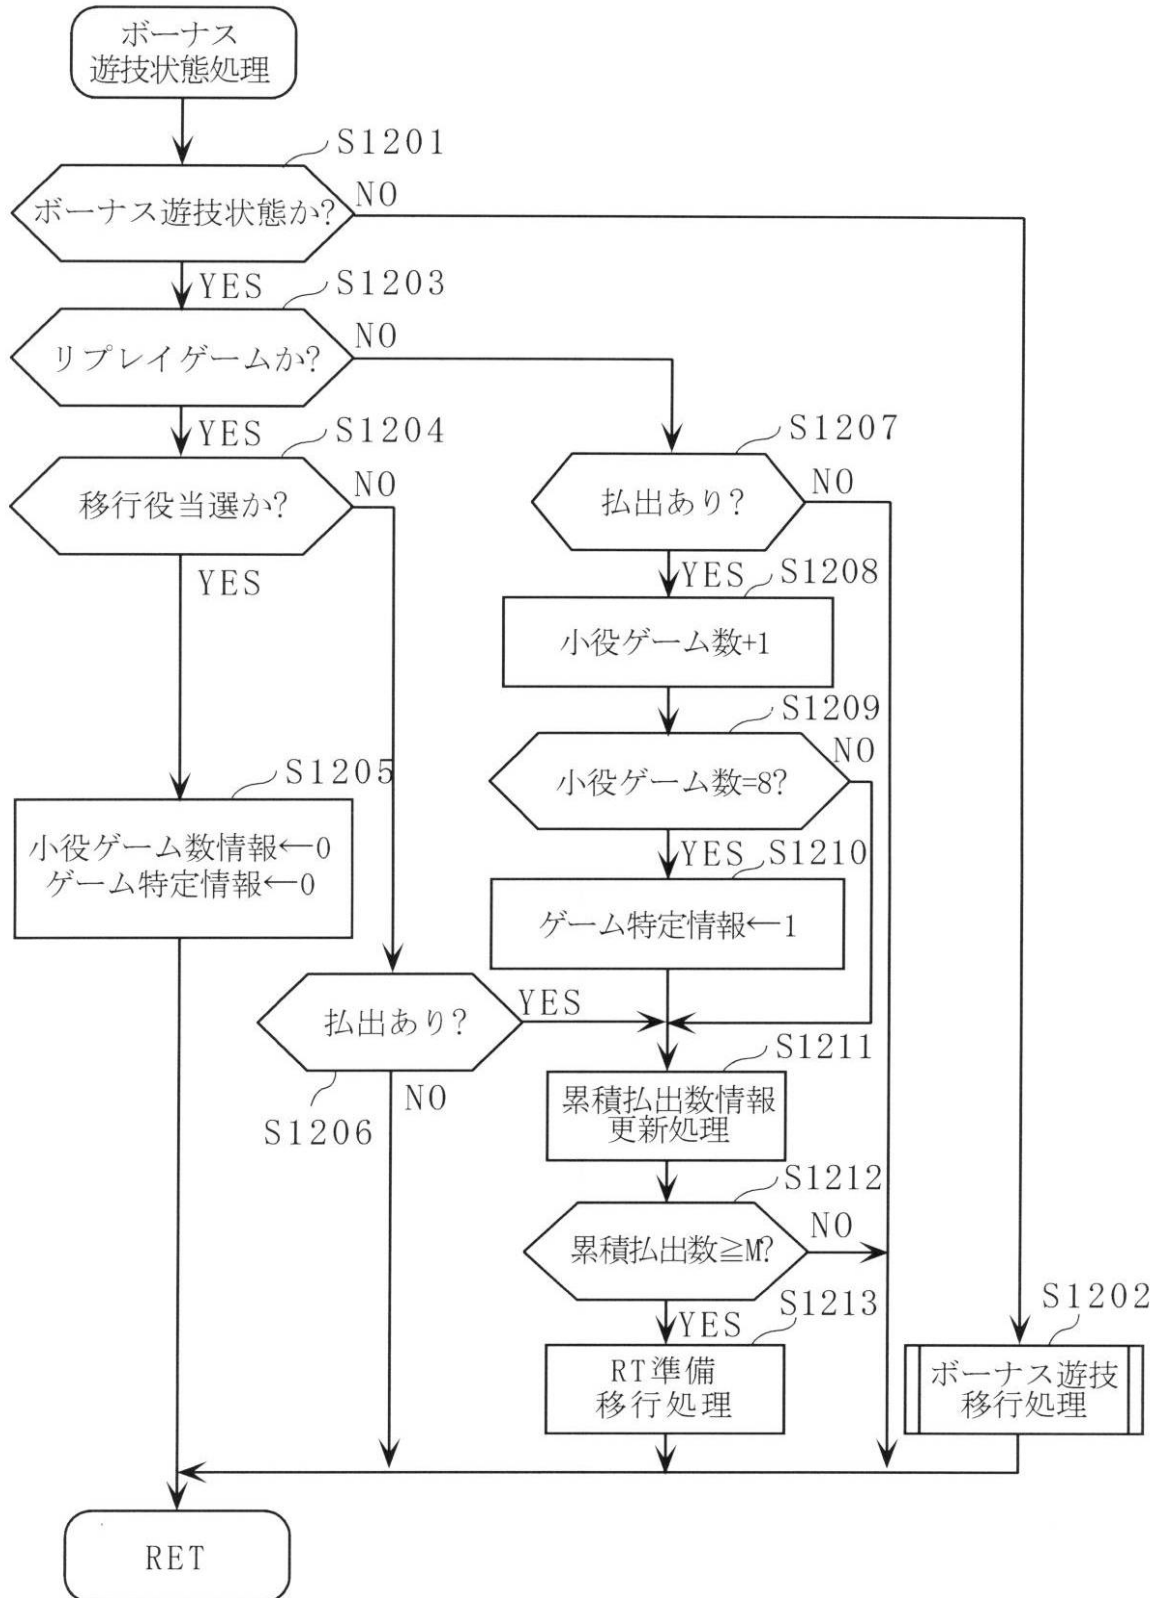 ボーナス
遊技状態処理
S1201
ボーナス遊技状態か?
NO
YES
S1203
リプレイゲームか?
NO
YES
S1204
移行役当選か?
NO
YES
S1207
払出あり?
NO
YES
S1208
小役ゲーム数+1
S1209
小役ゲーム数=8?
NO
YES
S1210
ゲーム特定情報←1
S1205
小役ゲーム数情報←0
ゲーム特定情報←0
払出あり?
YES
NO
S1206
S1211
累積払出数情報
更新処理
S1212
累積払出数≧M?
NO
YES
S1213
RT準備
移行処理
S1202
ボーナス遊技
移行処理
RET